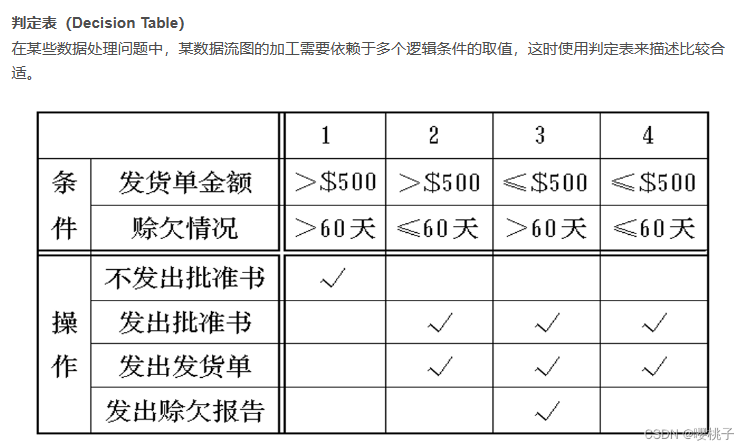 判定表（Decision Table）
在某些数据处理问题中，某数据流图的加工需要依赖于多个逻辑条件的取值，这时使用判定表来描述比较合
适。
1 2 3 4
条件 发货单金额 >$500 >$500 ≤$500 ≤$500
赊欠情况 >60天 ≤60天 >60天 ≤60天
操作 不发出批准书 √
发出批准书 √ √ √
发出发货单 √ √ √
发出赊欠报告 √
CSDN @嘤桃子